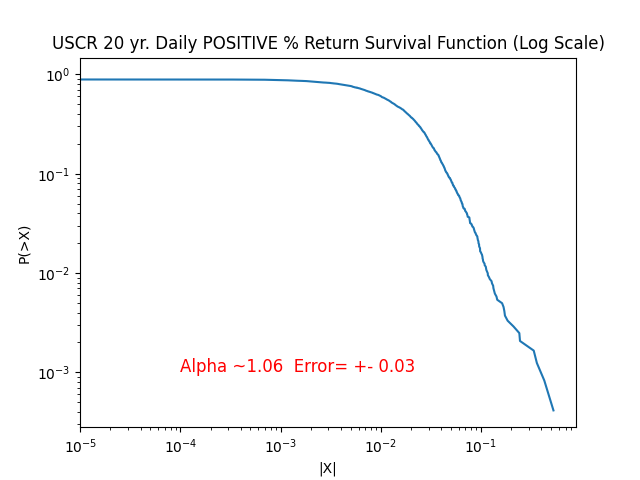 USCR 20 yr. Daily POSITIVE % Return Survival Function (Log Scale)
10⁰
10⁻¹
10⁻²
10⁻³
P(>X)
Alpha ~1.06  Error= +- 0.03
10⁻⁵ 10⁻⁴ 10⁻³ 10⁻² 10⁻¹
|X|